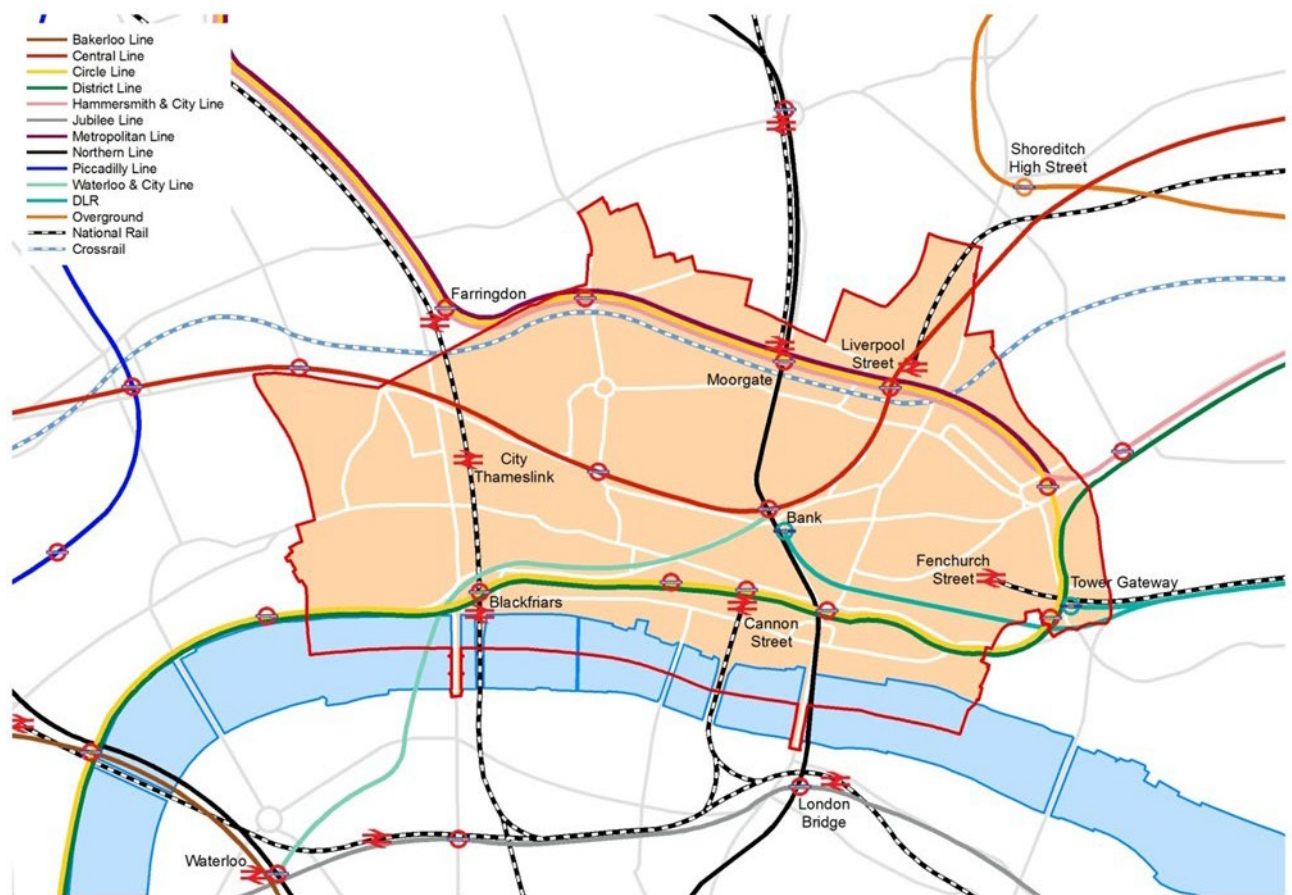 Bakerloo Line
Central Line
Circle Line
District Line
Hammersmith & City Line
Jubilee Line
Metropolitan Line
Northern Line
Piccadilly Line
Waterloo & City Line
DLR
Overground
National Rail
Crossrail
Shoreditch
High Street
Farringdon
Liverpool
Street
Moorgate
City
Thameslink
Bank
Fenchurch
Street
Tower Gateway
Blackfriars
Cannon
Street
London
Bridge
Waterloo